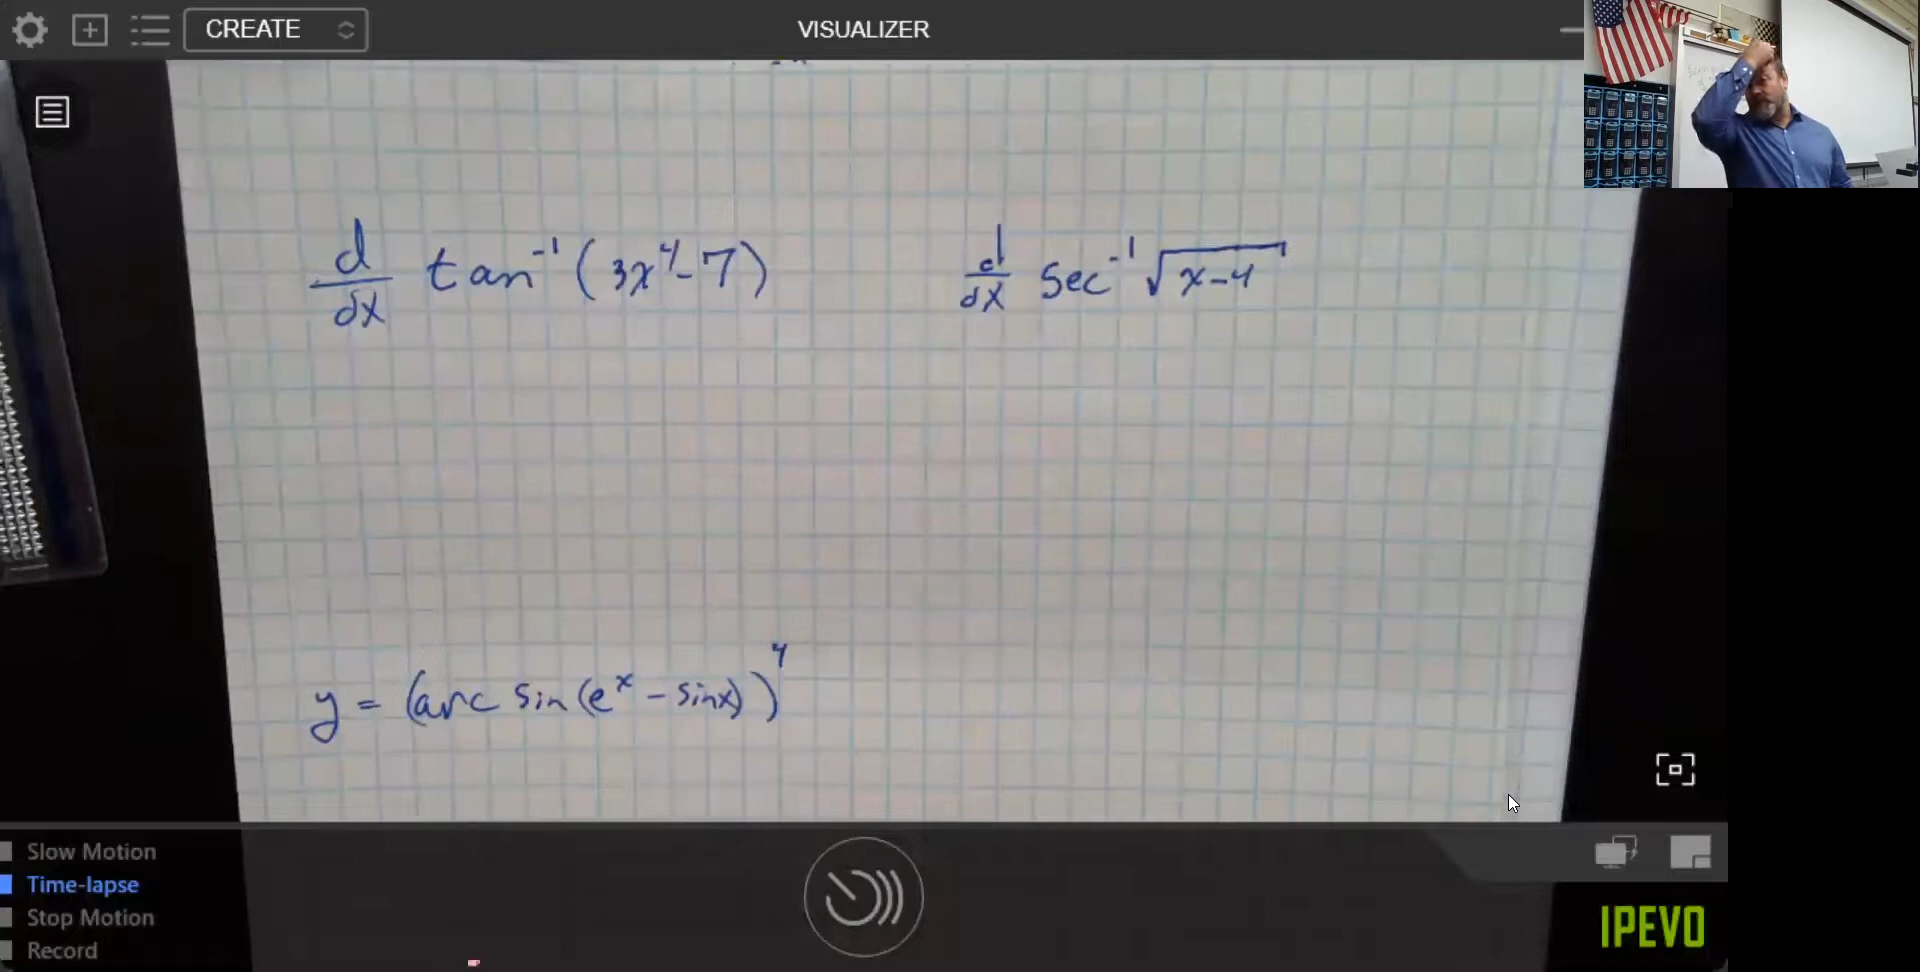 CREATE
VISUALIZER
d/dx tan⁻¹(3x⁴-7)
d/dx sec⁻¹√(x-4)
y = (arc sin(eˣ - sinx))⁴
Slow Motion
Time-lapse
Stop Motion
Record
IPEVO